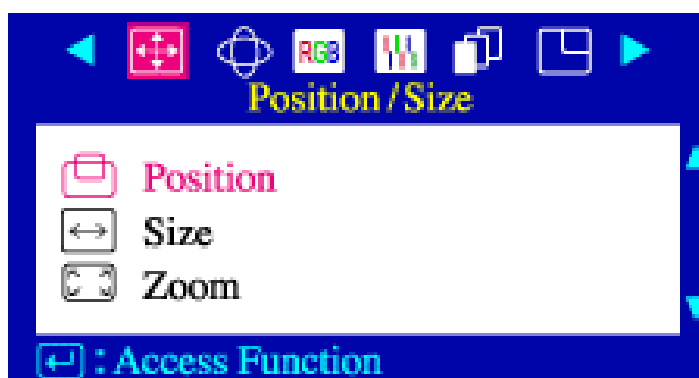 RGB
Position/Size
Position
Size
Zoom
: Access Function